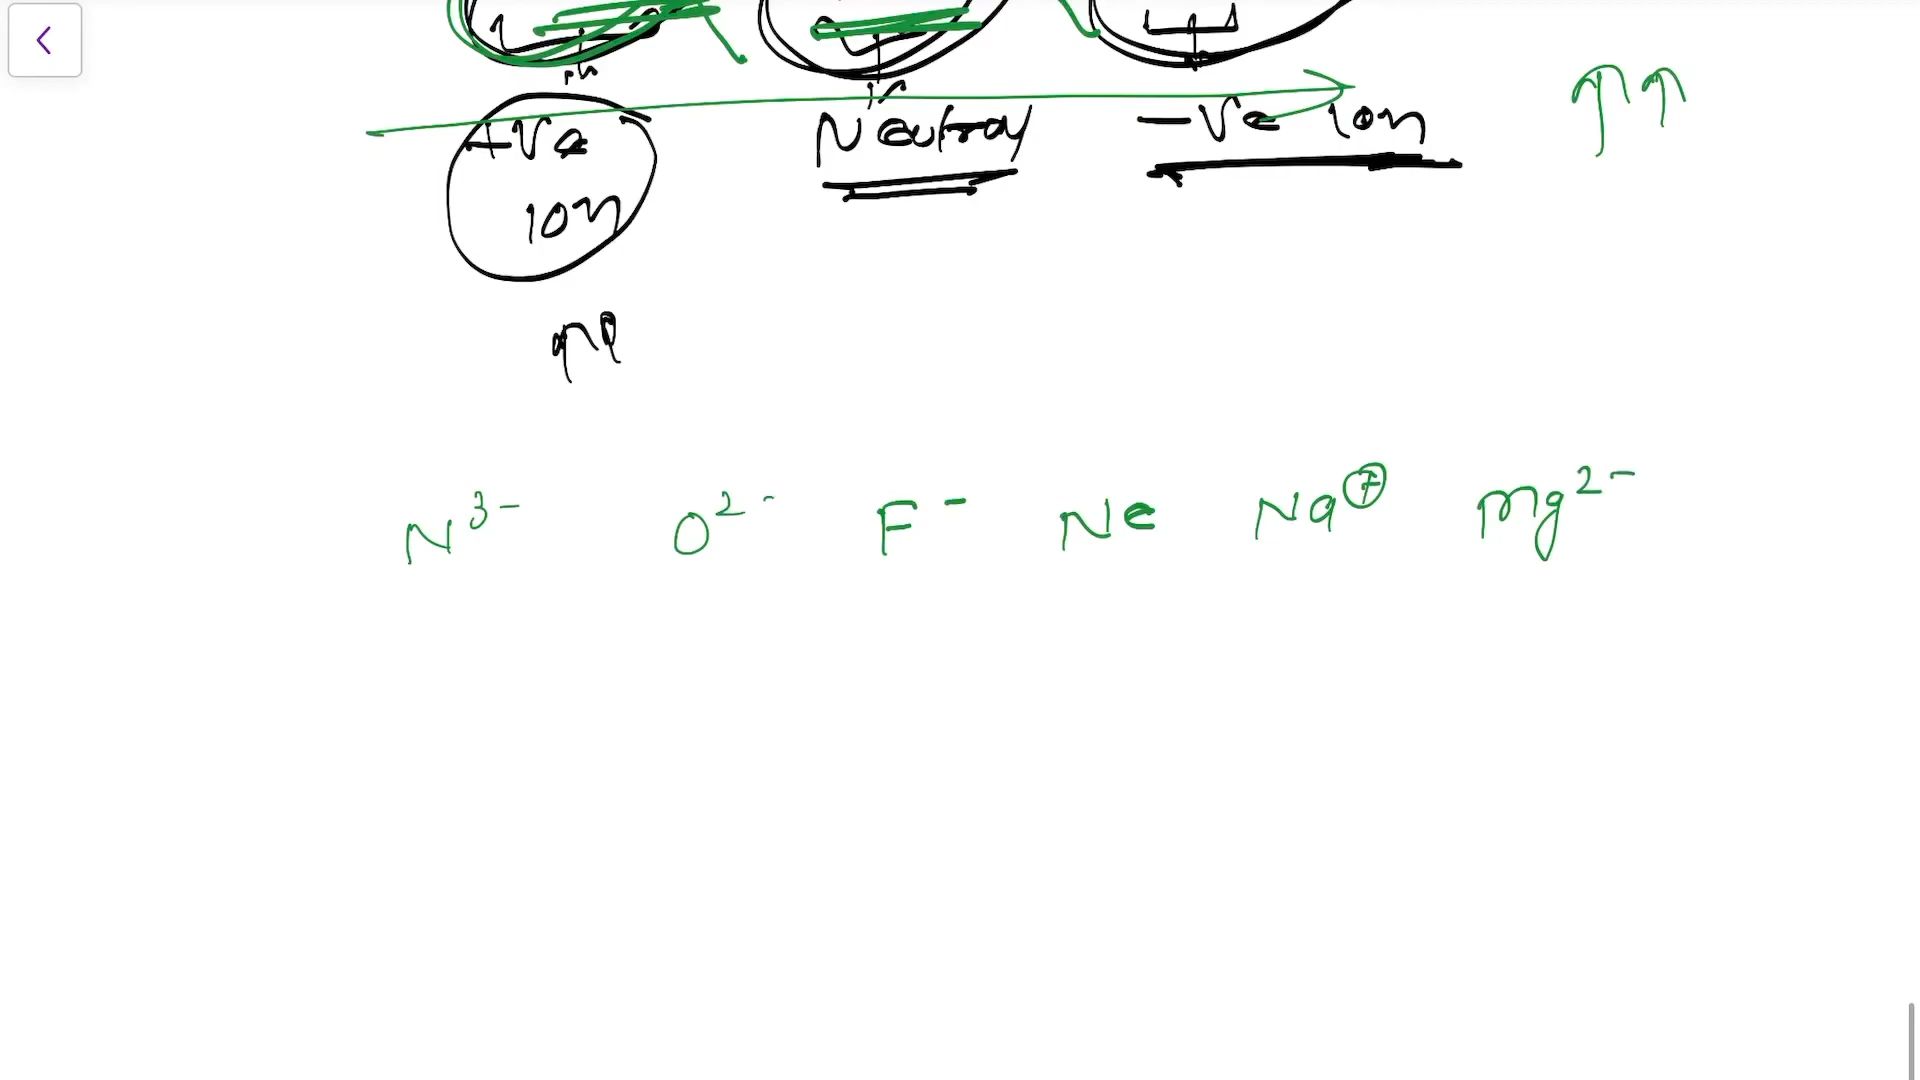 +ve Neutral -ve ion ↑↑
ion
N³⁻ O²⁻ F⁻ Ne Na⊕ Mg²⁻